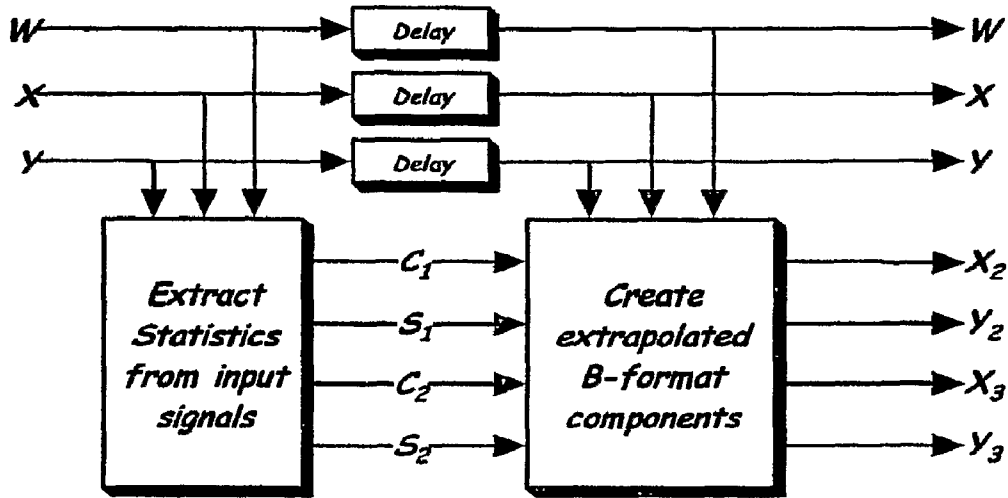 W Delay W
X Delay X
Y Delay Y
Extract
Statistics
from input
signals
C₁
S₁
C₂
S₂
Create
extrapolated
B-format
components
X₂
Y₂
X₃
Y₃